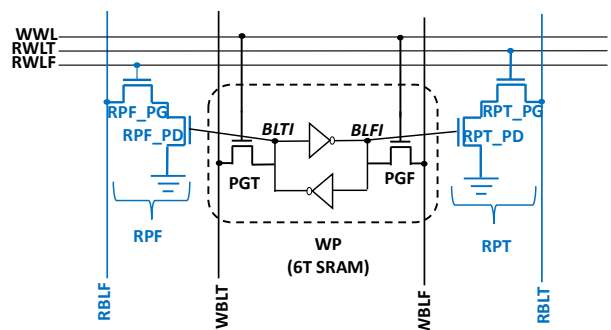 WWL
RWLT
RWLF
RPF_PG
RPT_PG
RPF_PD
BLTI
BLFI
RPT_PD
PGT
PGF
RPF
WP
(6T SRAM)
RPT
RBLF
WBLT
WBLF
RBLT